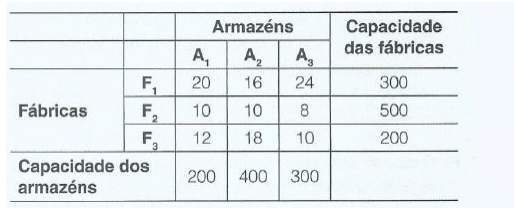 Armazéns Capacidade das fábricas
A₁ A₂ A₃
Fábricas F₁ 20 16 24 300
F₂ 10 10 8 500
F₃ 12 18 10 200
Capacidade dos armazéns 200 400 300